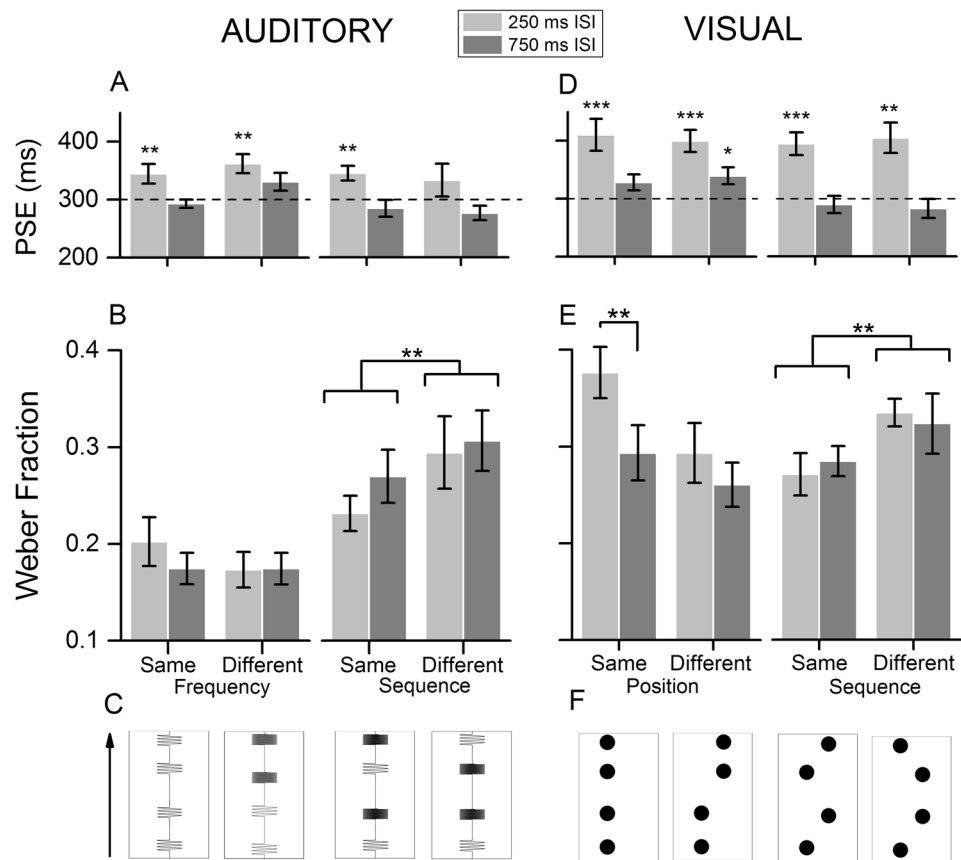 AUDITORY
250 ms ISI
750 ms ISI
VISUAL
A
PSE (ms)
400
300
200
**
**
**
D
***
***
*
***
**
B
Weber Fraction
0.4
0.3
0.2
0.1
**
Same
Different
Frequency
Same
Different
Sequence
E
**
**
Same
Different
Position
Same
Different
Sequence
C
F